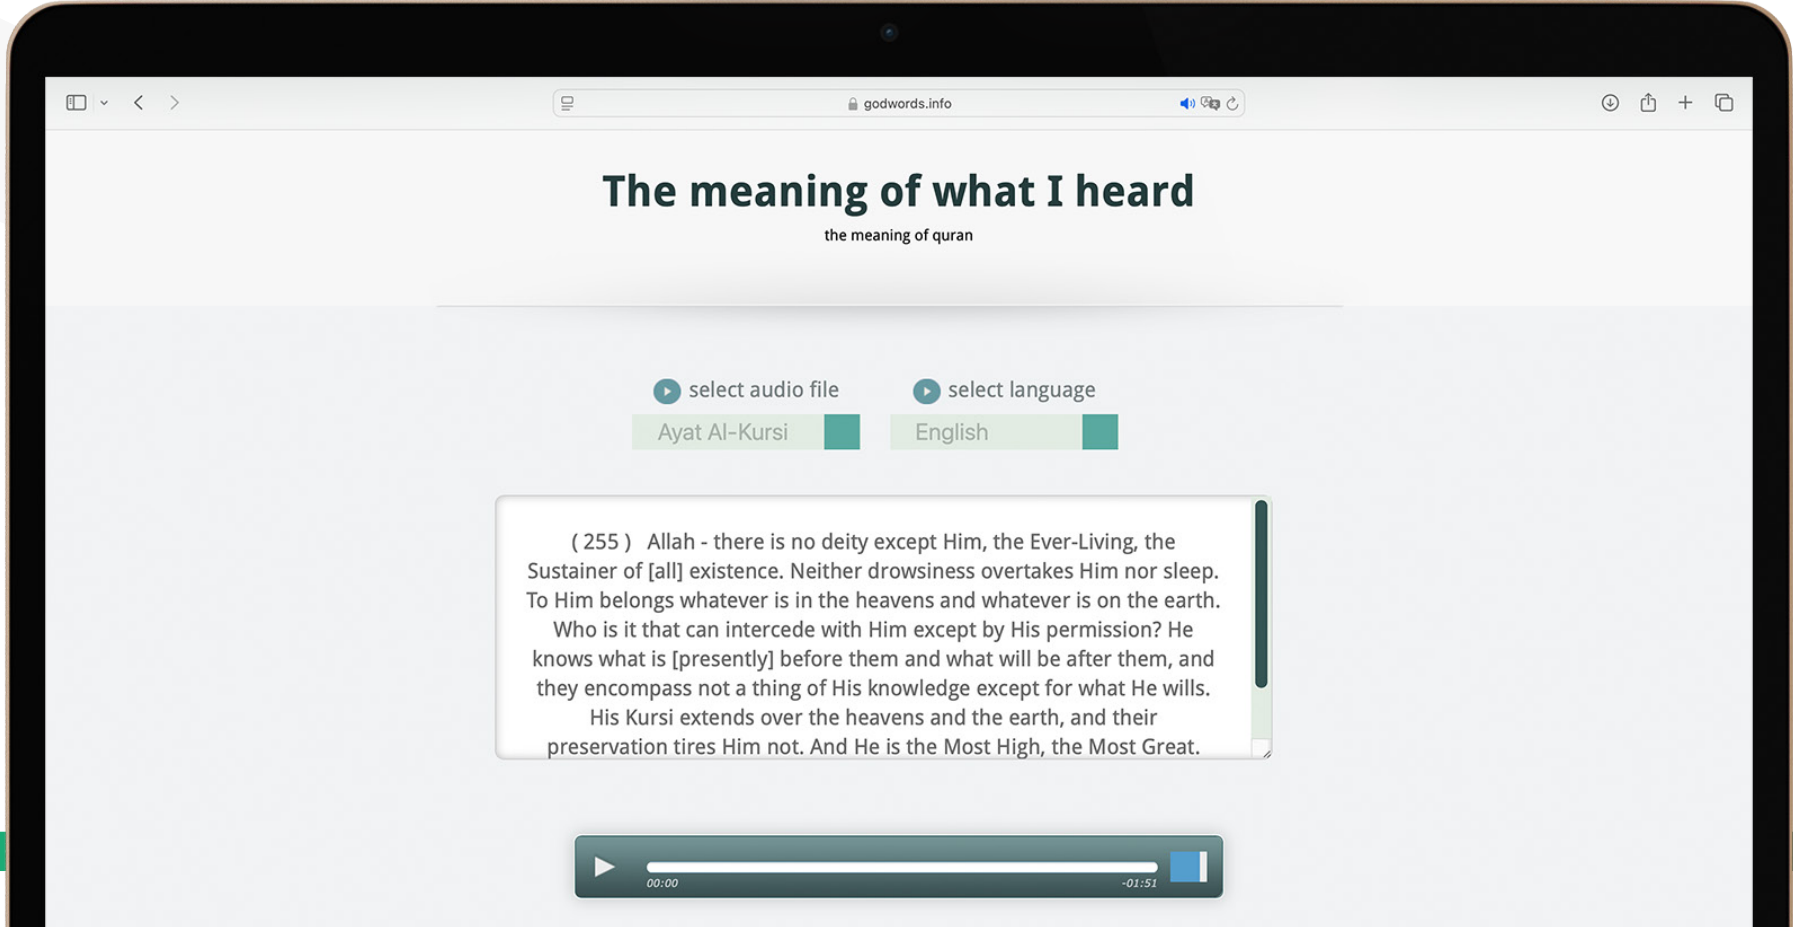 godwords.info
The meaning of what I heard
the meaning of quran
select audio file
select language
Ayat Al-Kursi
English
( 255 ) Allah - there is no deity except Him, the Ever-Living, the
Sustainer of [all] existence. Neither drowsiness overtakes Him nor sleep.
To Him belongs whatever is in the heavens and whatever is on the earth.
Who is it that can intercede with Him except by His permission? He
knows what is [presently] before them and what will be after them, and
they encompass not a thing of His knowledge except for what He wills.
His Kursi extends over the heavens and the earth, and their
preservation tires Him not. And He is the Most High, the Most Great.
00:00
-01:51